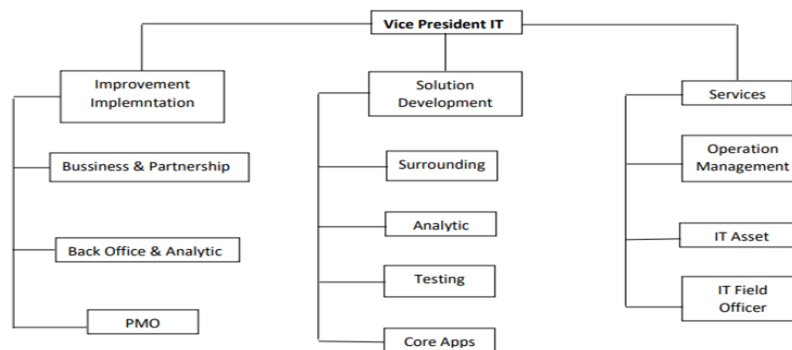 Vice President IT
Improvement
Implemntation
Bussiness & Partnership
Back Office & Analytic
PMO
Solution
Development
Surrounding
Analytic
Testing
Core Apps
Services
Operation
Management
IT Asset
IT Field
Officer